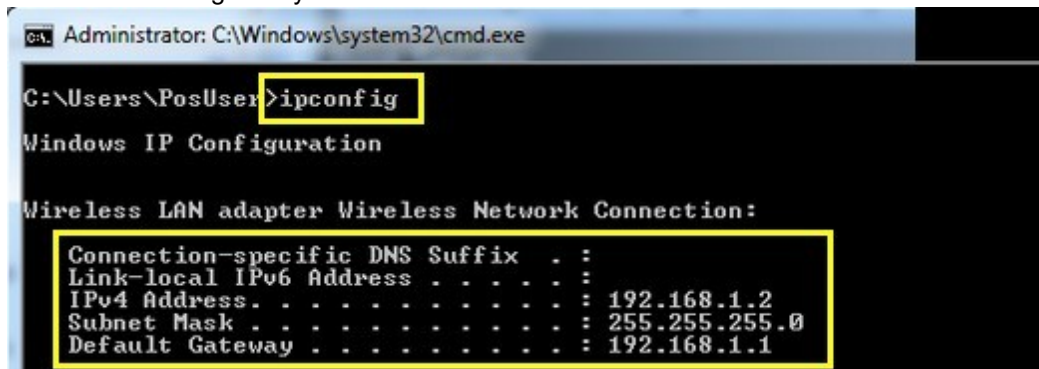 Administrator: C:\Windows\system32\cmd.exe
C:\Users\PosUser>ipconfig
Windows IP Configuration
Wireless LAN adapter Wireless Network Connection:
Connection-specific DNS Suffix . :
Link-local IPv6 Address . . . . . :
IPv4 Address. . . . . . . . . . . : 192.168.1.2
Subnet Mask . . . . . . . . . . . : 255.255.255.0
Default Gateway . . . . . . . . . : 192.168.1.1